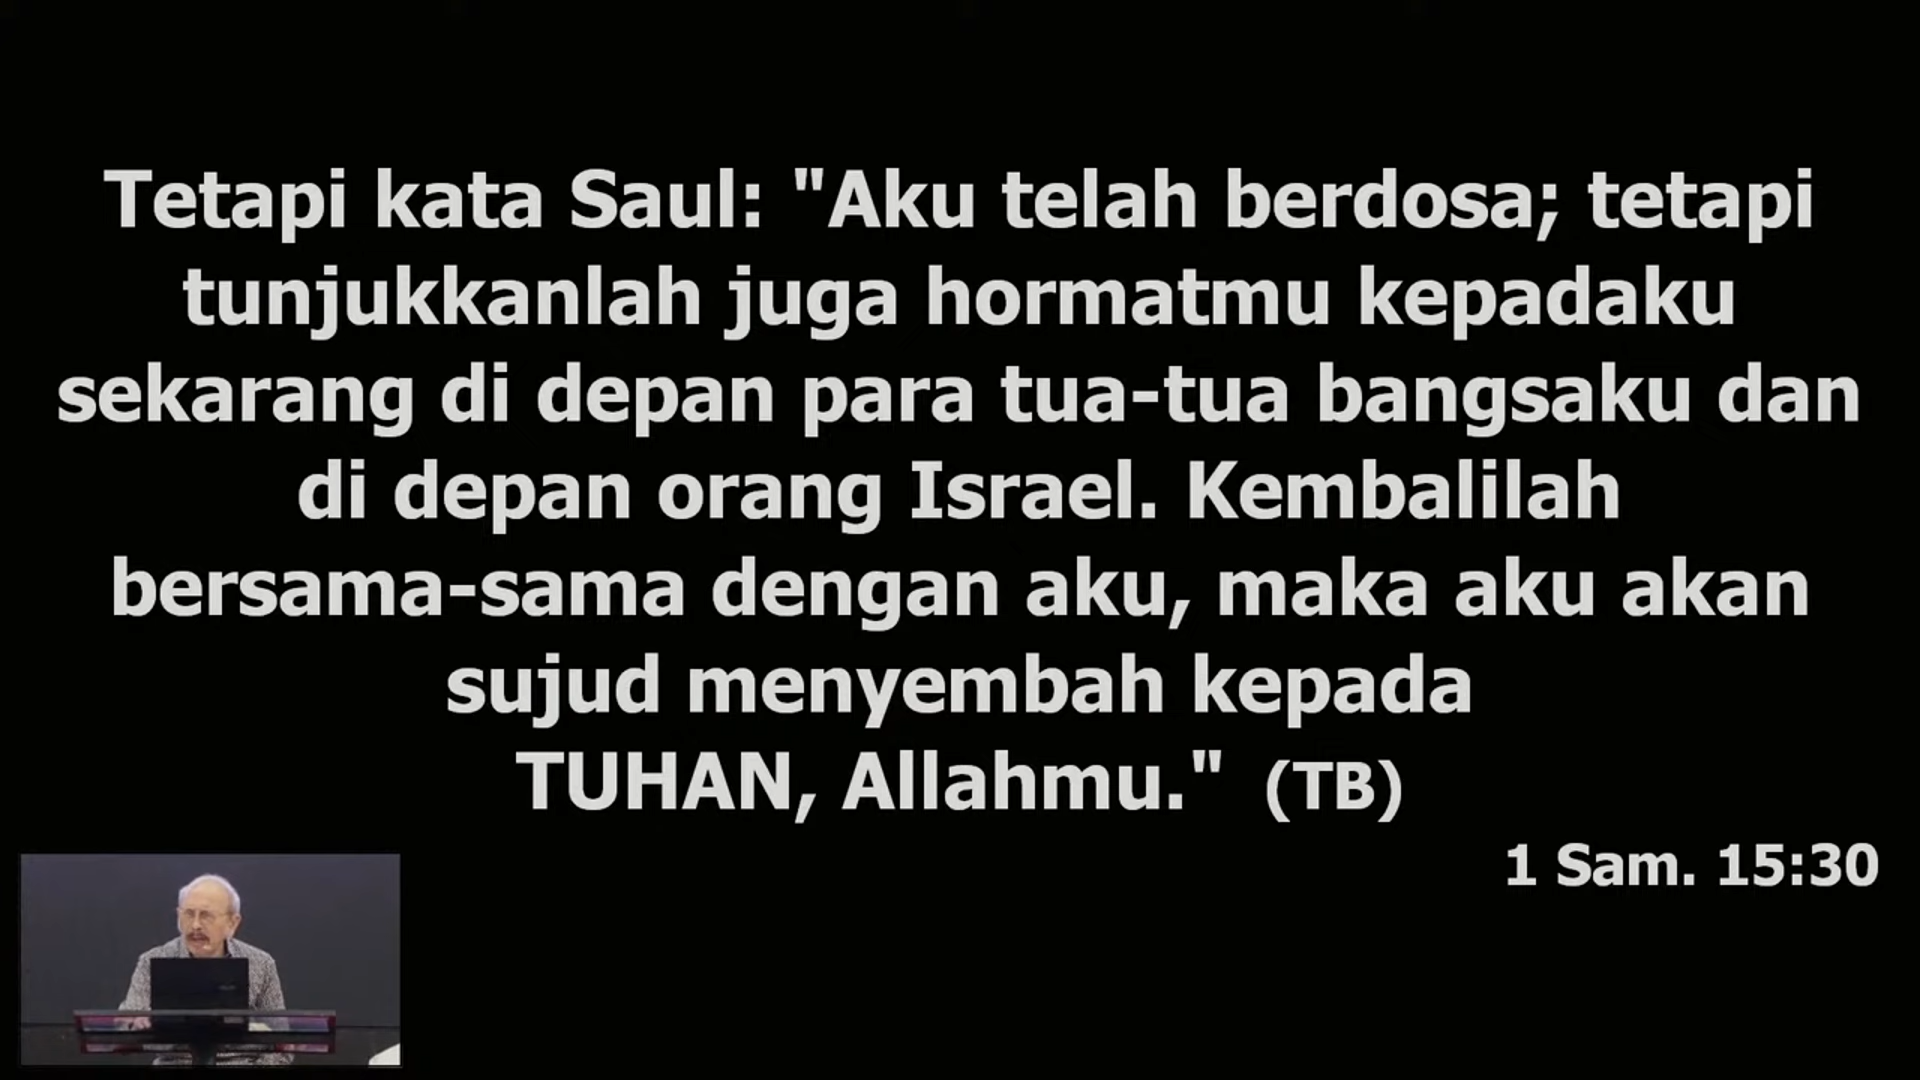 Tetapi kata Saul: "Aku telah berdosa; tetapi
tunjukkanlah juga hormatmu kepadaku
sekarang di depan para tua-tua bangsaku dan
di depan orang Israel. Kembalilah
bersama-sama dengan aku, maka aku akan
sujud menyembah kepada
TUHAN, Allahmu." (TB)
1 Sam. 15:30